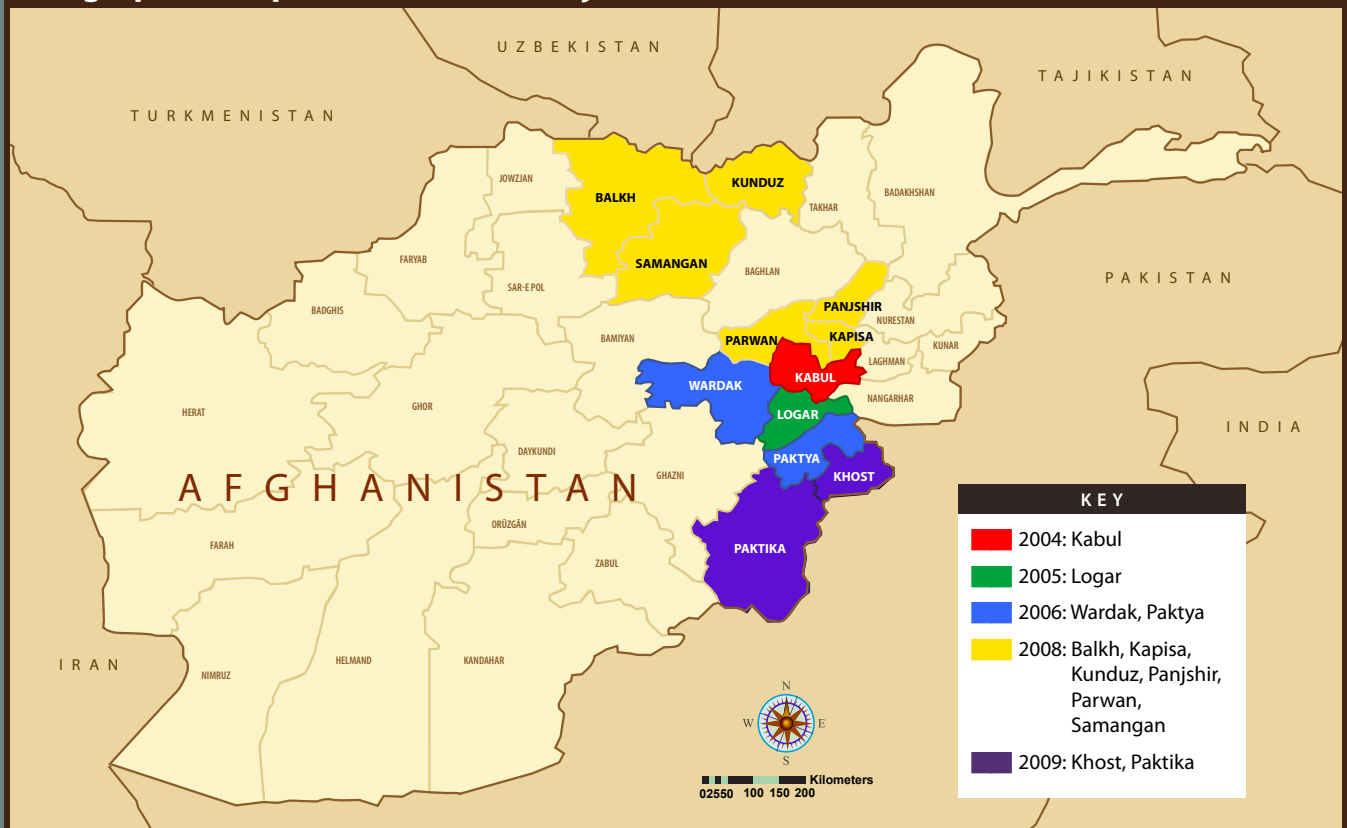 UZBEKISTAN
TAJIKISTAN
TURKMENISTAN
JOWZJAN
BALKH
KUNDUZ
TAKHAR
BADAKHSHAN
FARYAB
SAR-E POL
SAMANGAN
BAGHLAN
PAKISTAN
BADGHIS
PANJSHIR
NURESTAN
BAMIYAN
PARWAN
KAPISA
KUNAR
LAGHMAN
WARDAK
KABUL
NANGARHAR
HERAT
GHOR
LOGAR
INDIA
DAYKUNDI
PAKTYA
GHAZNI
KHOST
AFGHANISTAN
ORŪZGĀN
FARAH
ZABUL
PAKTIKA
IRAN
NIMRUZ
HELMAND
KANDAHAR
KEY
2004: Kabul
2005: Logar
2006: Wardak, Paktya
2008: Balkh, Kapisa,
Kunduz, Panjshir,
Parwan,
Samangan
2009: Khost, Paktika
N
W E
S
Kilometers
02550 100 150 200